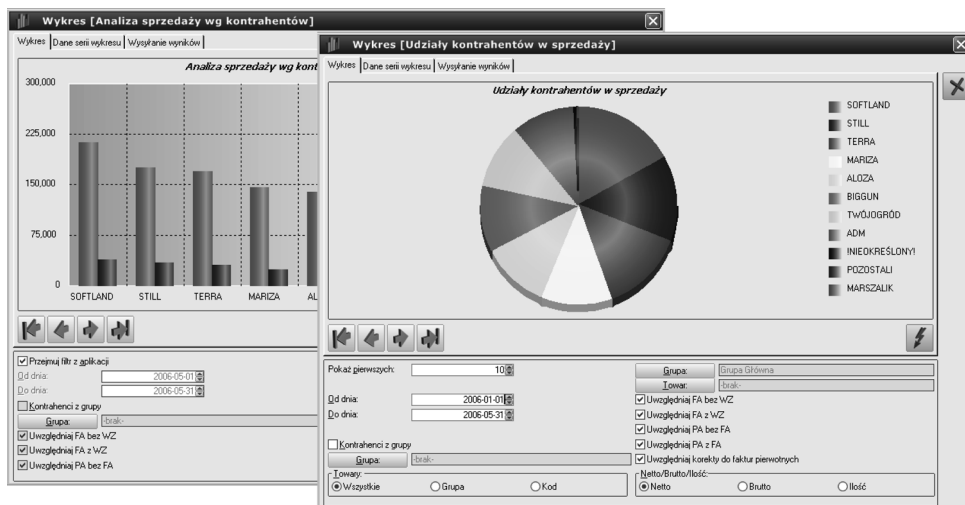 Wykres [Analiza sprzedaży wg kontrahentów]
Wykres Dane serii wykresu Wysyłanie wyników
Analiza sprzedaży wg kont
300,000
225,000
150,000
75,000
0
SOFTLAND STILL TERRA MARIZA AL
Przejmuj filtr z aplikacji
Od dnia: 2006-05-01
Do dnia: 2006-05-31
Kontrahenci z grupy
Grupa: -brak-
Uwzględniaj FA bez WZ
Uwzględniaj FA z WZ
Uwzględniaj PA bez FA
Wykres [Udziały kontrahentów w sprzedaży]
Wykres Dane serii wykresu Wysyłanie wyników
Udziały kontrahentów w sprzedaży
SOFTLAND
STILL
TERRA
MARIZA
ALOZA
BIGGUN
TWÓJOGRÓD
ADM
!NIEOKREŚLONY!
POZOSTALI
MARSZALIK
Pokaż pierwszych: 10
Od dnia: 2006-01-01
Do dnia: 2006-05-31
Kontrahenci z grupy
Grupa: -brak-
Towary:
Wszystkie Grupa Kod
Grupa: Grupa Główna
Towar: -brak-
Uwzględniaj FA bez WZ
Uwzględniaj FA z WZ
Uwzględniaj PA bez FA
Uwzględniaj PA z FA
Uwzględniaj korekty do faktur pierwotnych
Netto/Brutto/Ilość:
Netto Brutto Ilość